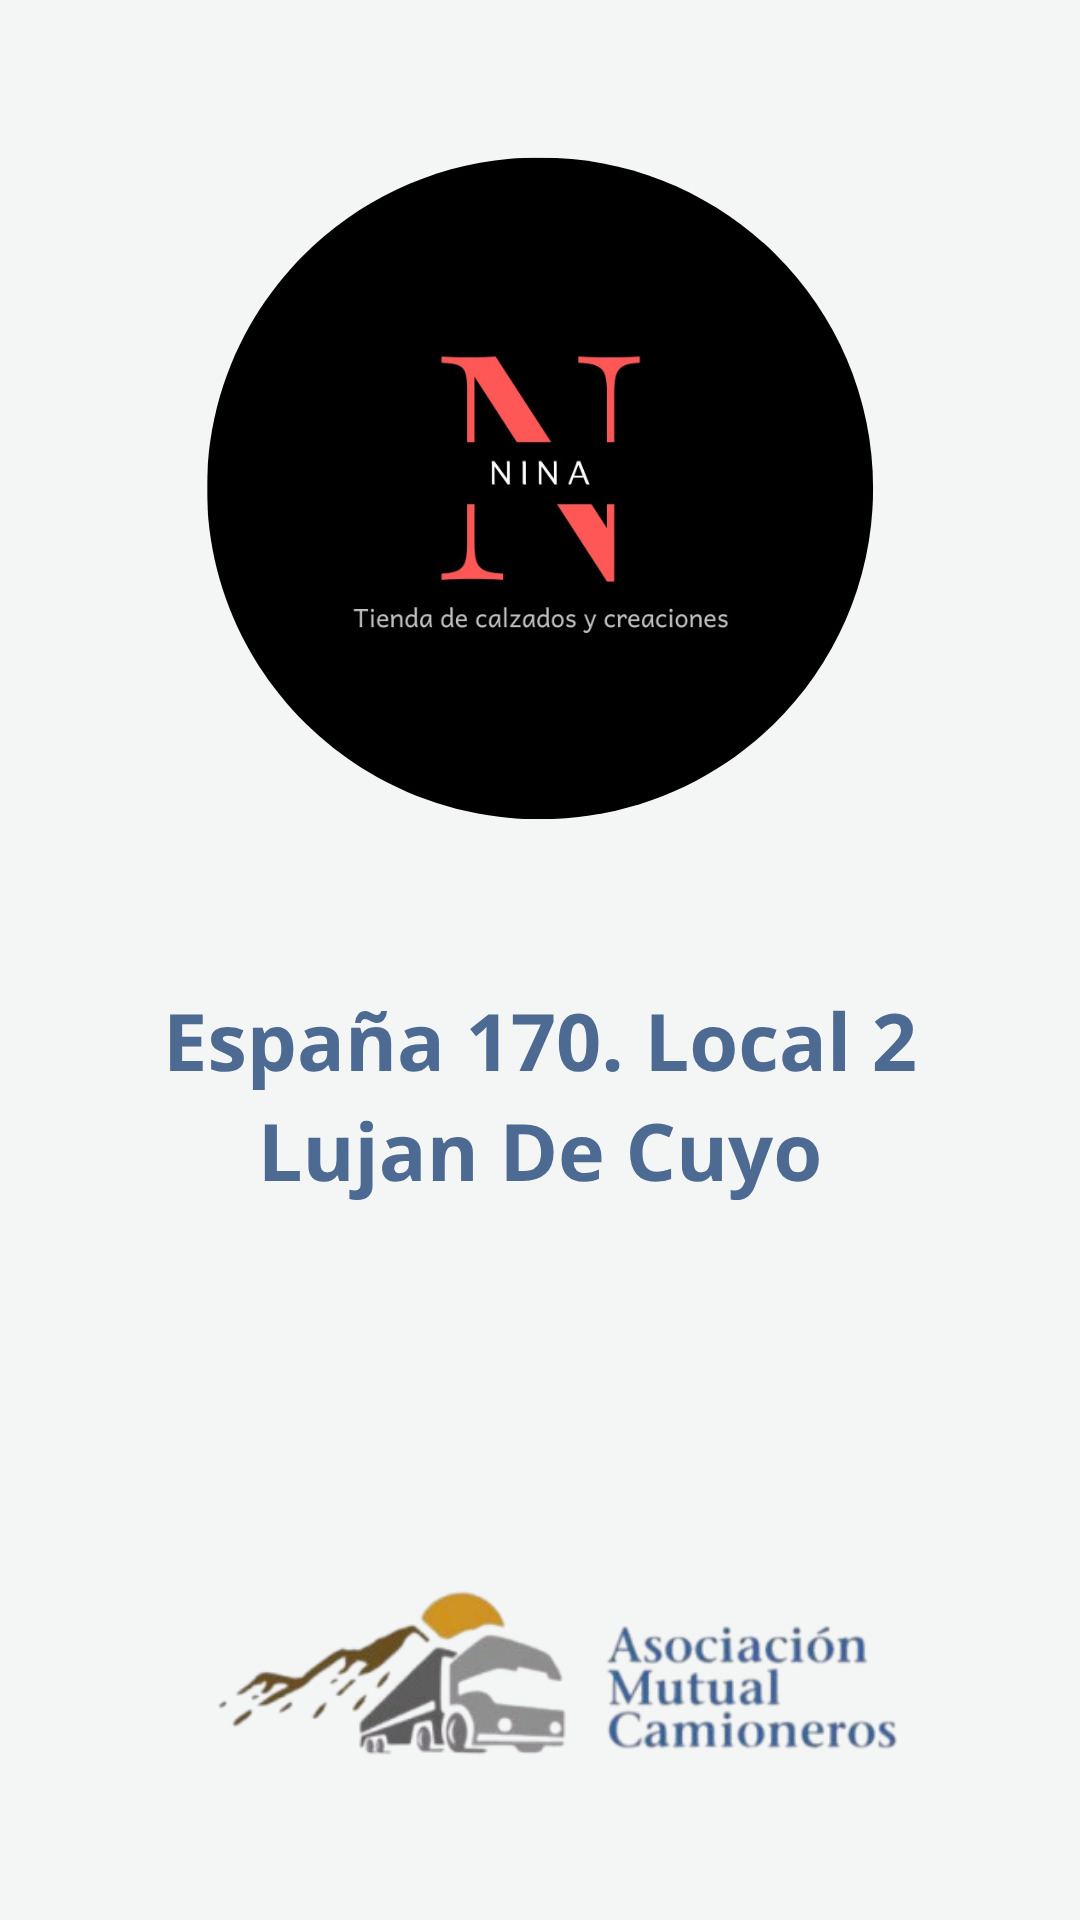 N
NINA
Tienda de calzados y creaciones
España 170. Local 2
Lujan De Cuyo
Asociación
Mutual
Camioneros